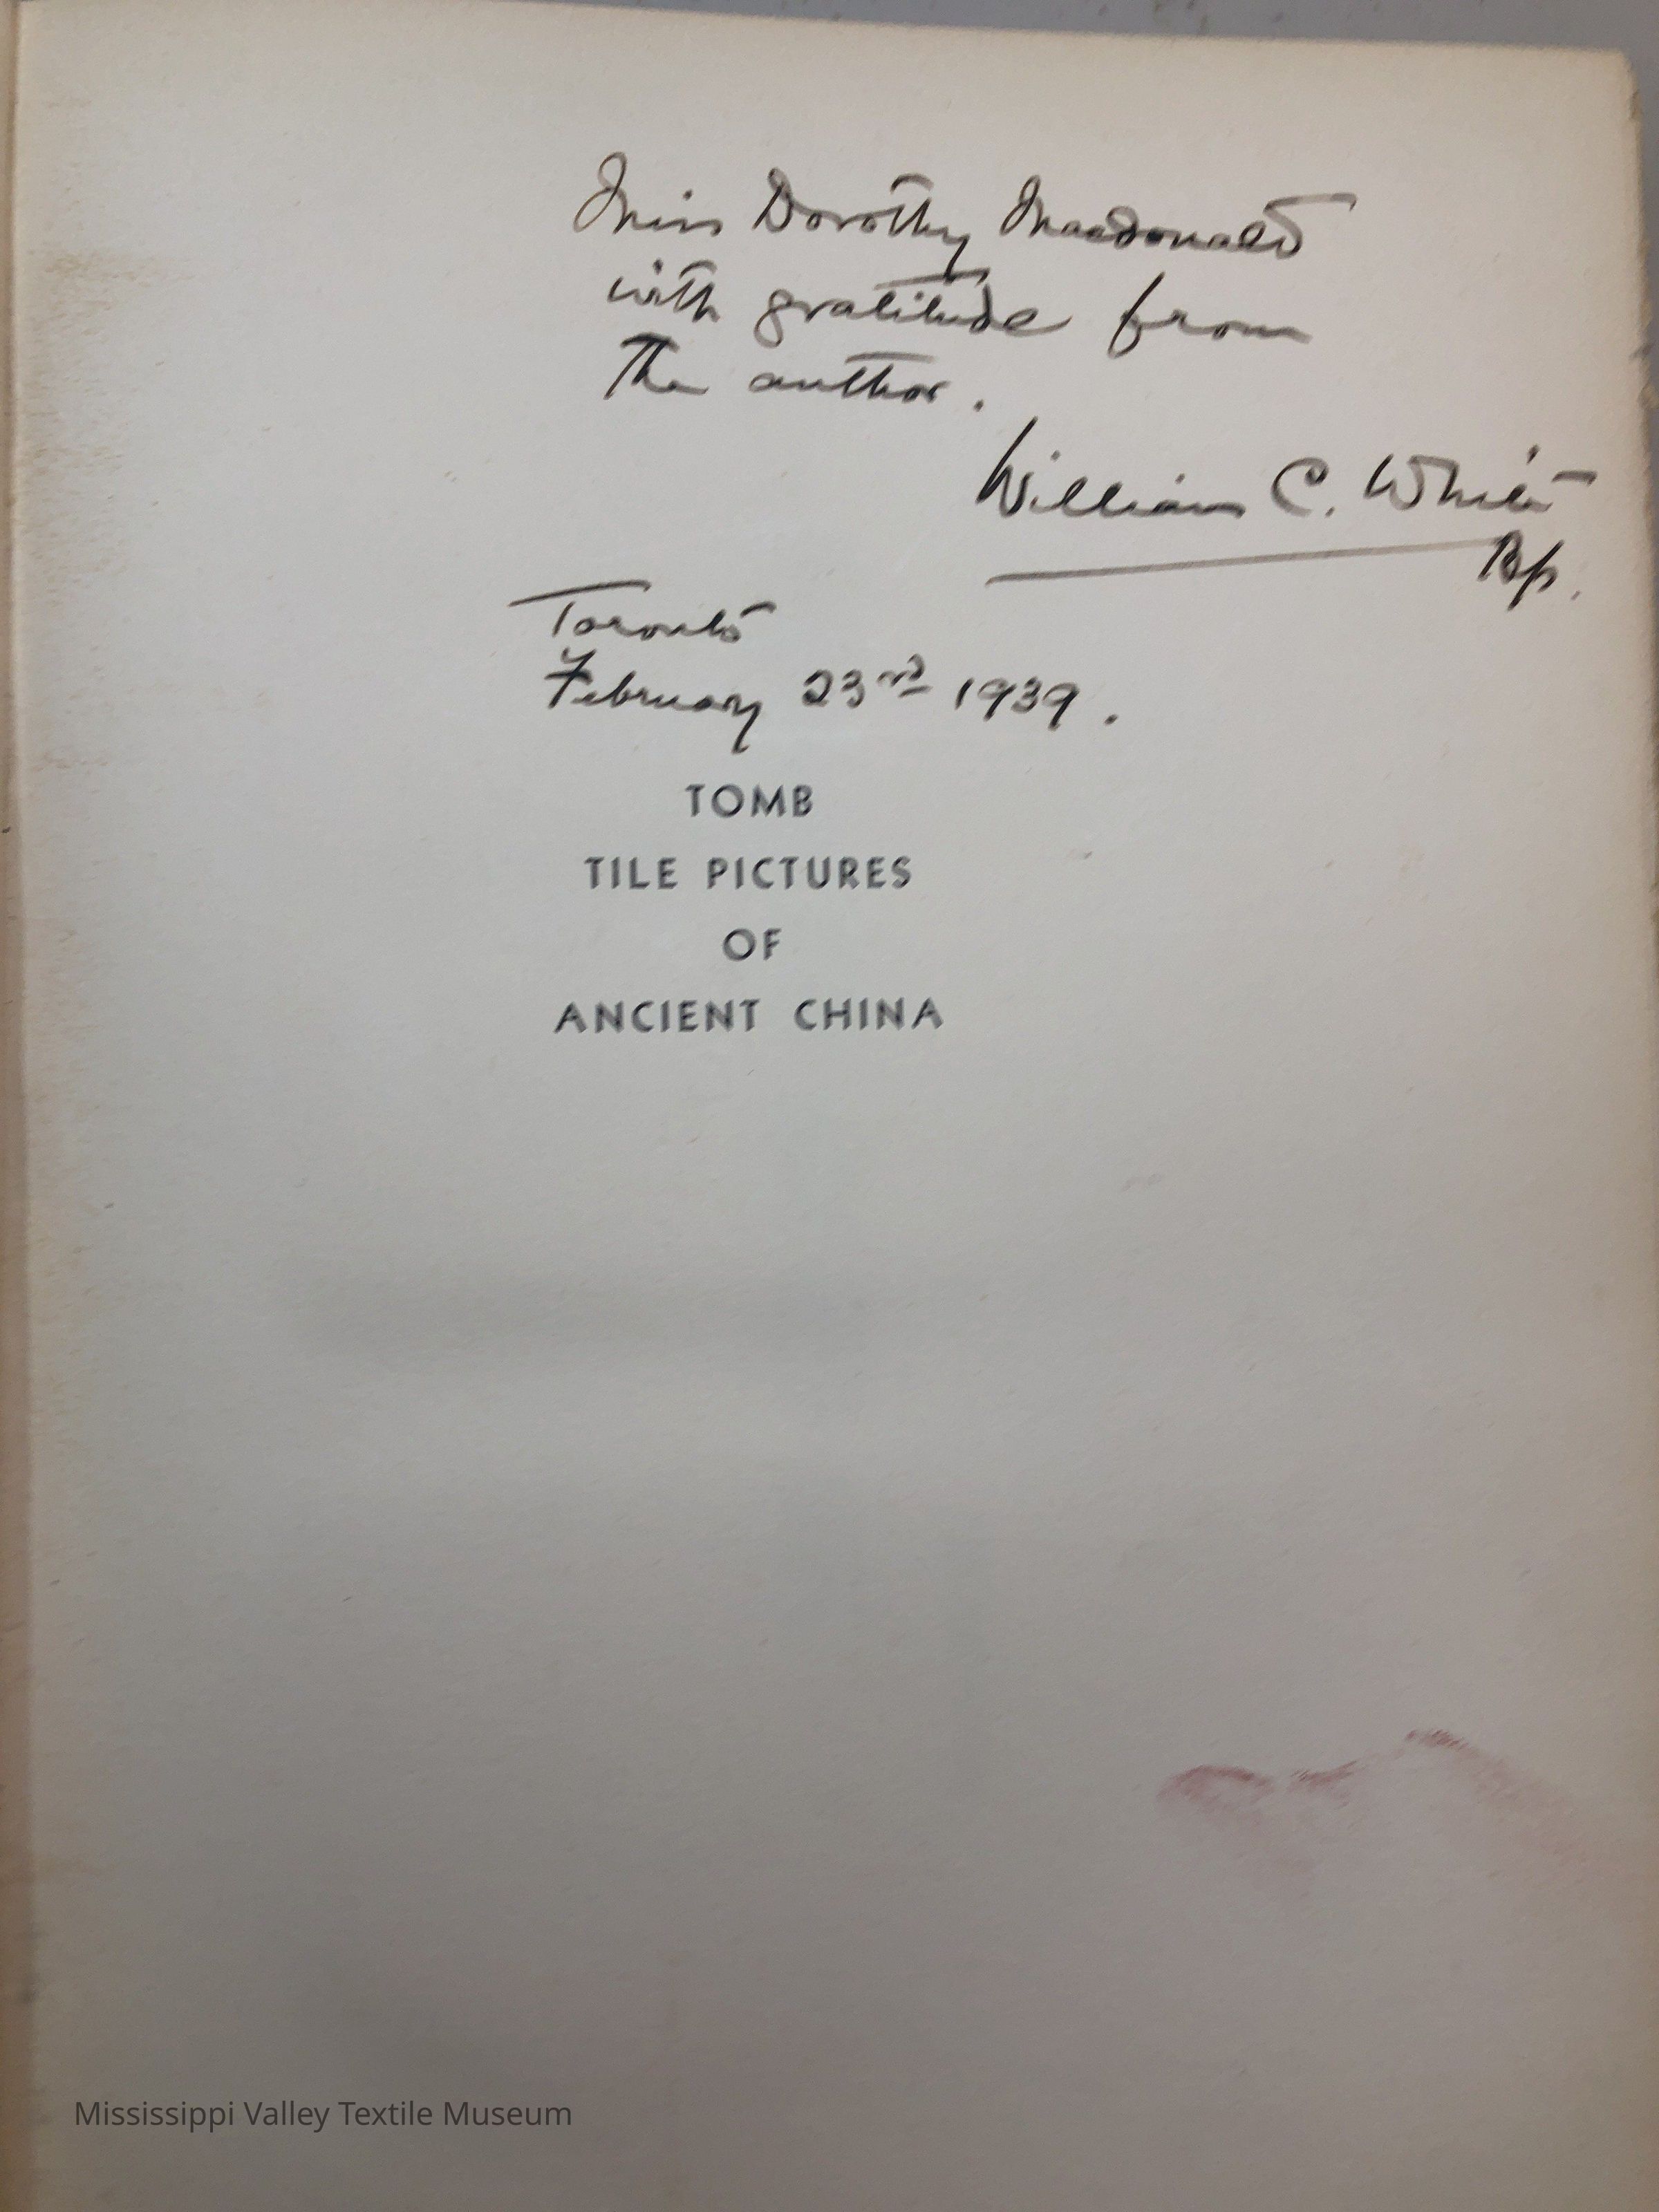 Miss Dorothy Macdonald
with gratitude from
The author.
William C. White
Bp.
Toronto
February 23rd 1939.
TOMB
TILE PICTURES
OF
ANCIENT CHINA
Mississippi Valley Textile Museum